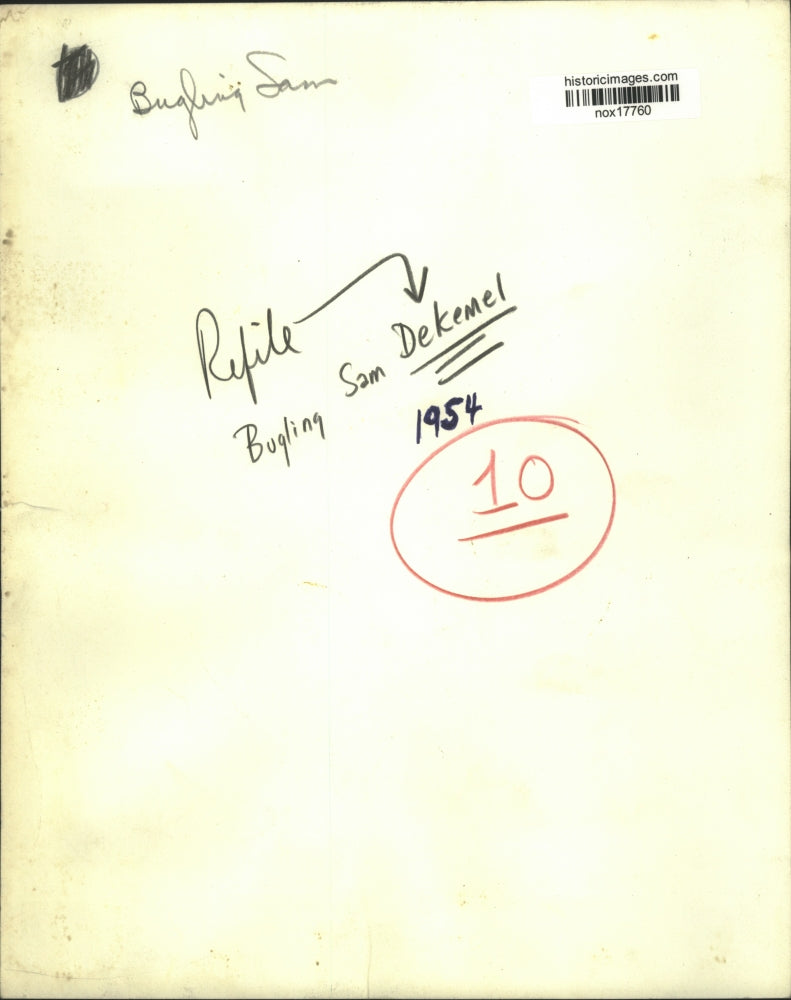 Bugling Sam
historicimages.com
nox17760
Refile
Bugling Sam Dekemel
1954
10